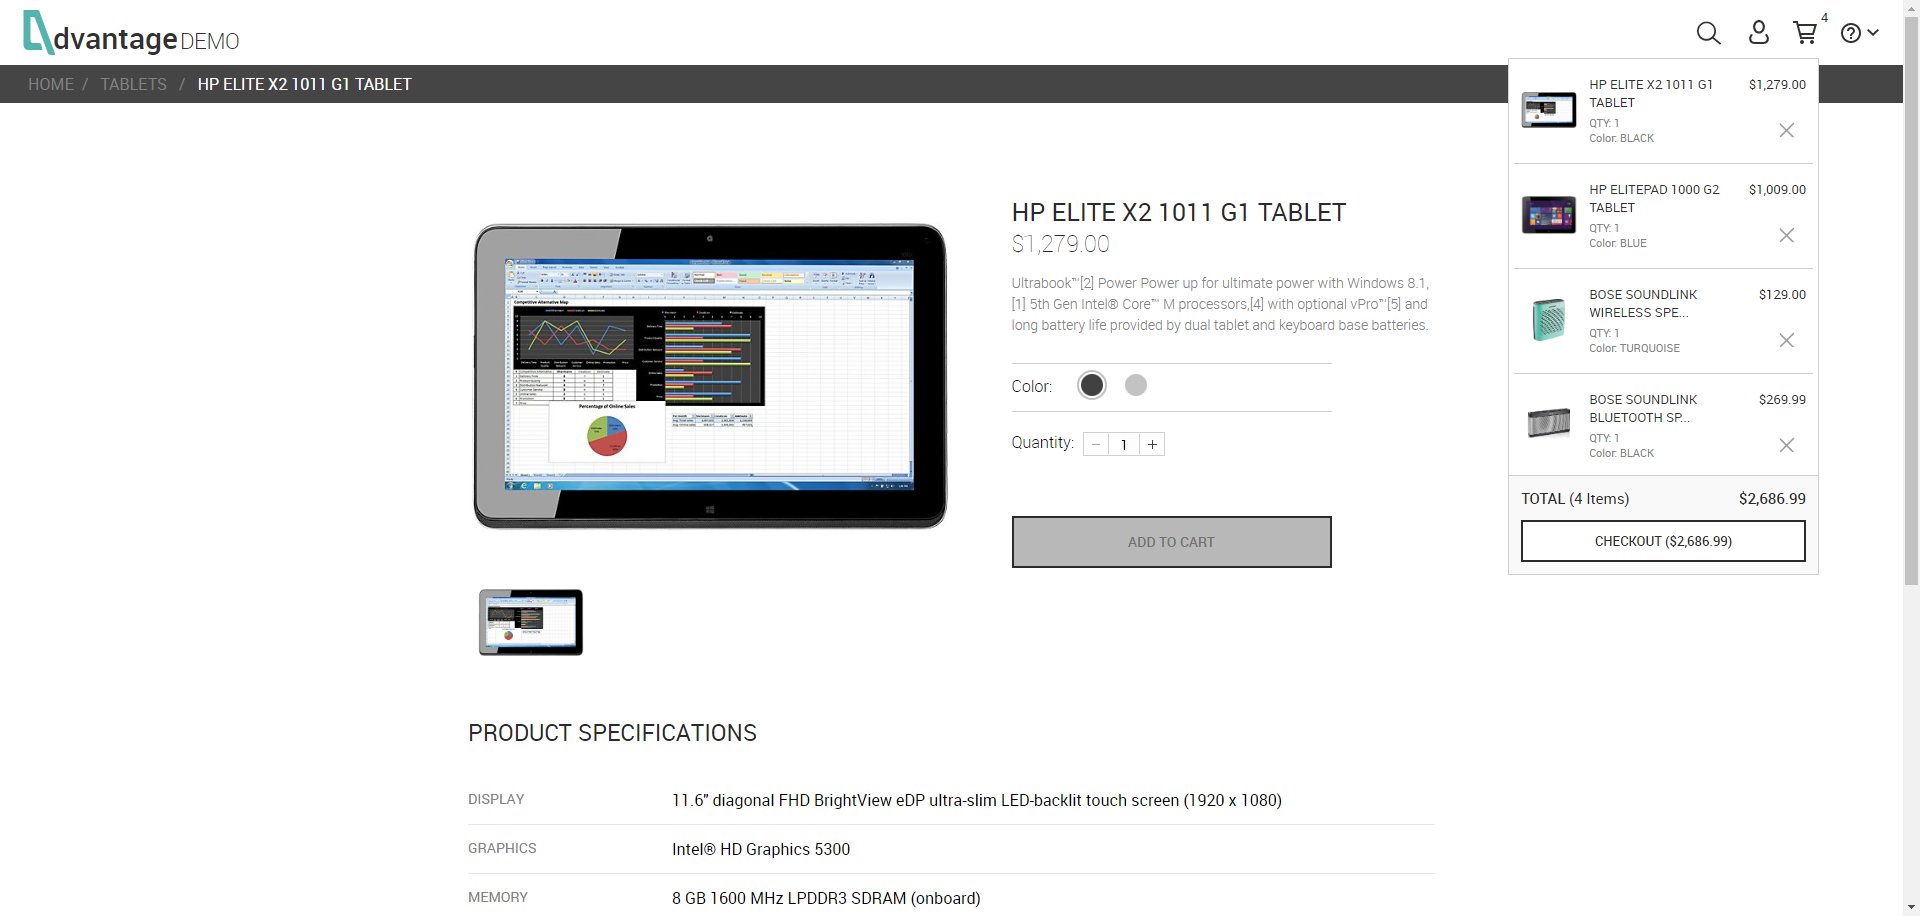 dvantage DEMO
4
HOME / TABLETS / HP ELITE X2 1011 G1 TABLET
HP ELITE X2 1011 G1 TABLET
$1,279.00
QTY: 1
Color: BLACK
HP ELITEPAD 1000 G2 TABLET
$1,009.00
QTY: 1
Color: BLUE
BOSE SOUNDLINK WIRELESS SPE...
$129.00
QTY: 1
Color: TURQUOISE
BOSE SOUNDLINK BLUETOOTH SP...
$269.99
QTY: 1
Color: BLACK
TOTAL (4 Items) $2,686.99
CHECKOUT ($2,686.99)
Competitive Alternative Map
Percentage of Online Sales
HP ELITE X2 1011 G1 TABLET
$1,279.00
Ultrabook™[2] Power Power up for ultimate power with Windows 8.1,
[1] 5th Gen Intel® Core™ M processors,[4] with optional vPro™[5] and
long battery life provided by dual tablet and keyboard base batteries.
Color:
Quantity: − 1 +
ADD TO CART
PRODUCT SPECIFICATIONS
DISPLAY 11.6" diagonal FHD BrightView eDP ultra-slim LED-backlit touch screen (1920 x 1080)
GRAPHICS Intel® HD Graphics 5300
MEMORY 8 GB 1600 MHz LPDDR3 SDRAM (onboard)